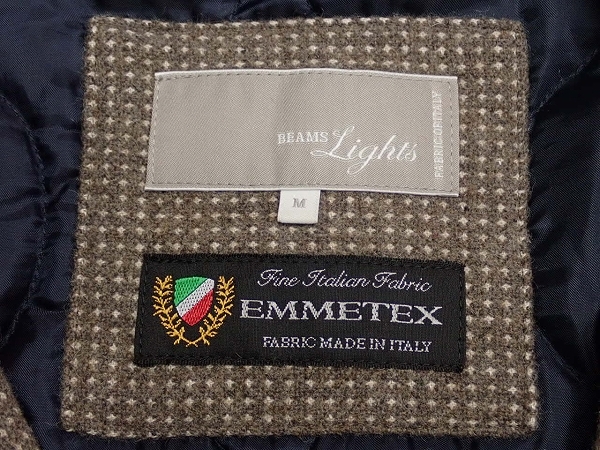 BEAMS Lights
FABRIC OF ITALY
M
Fine Italian Fabric
EMMETEX
FABRIC MADE IN ITALY